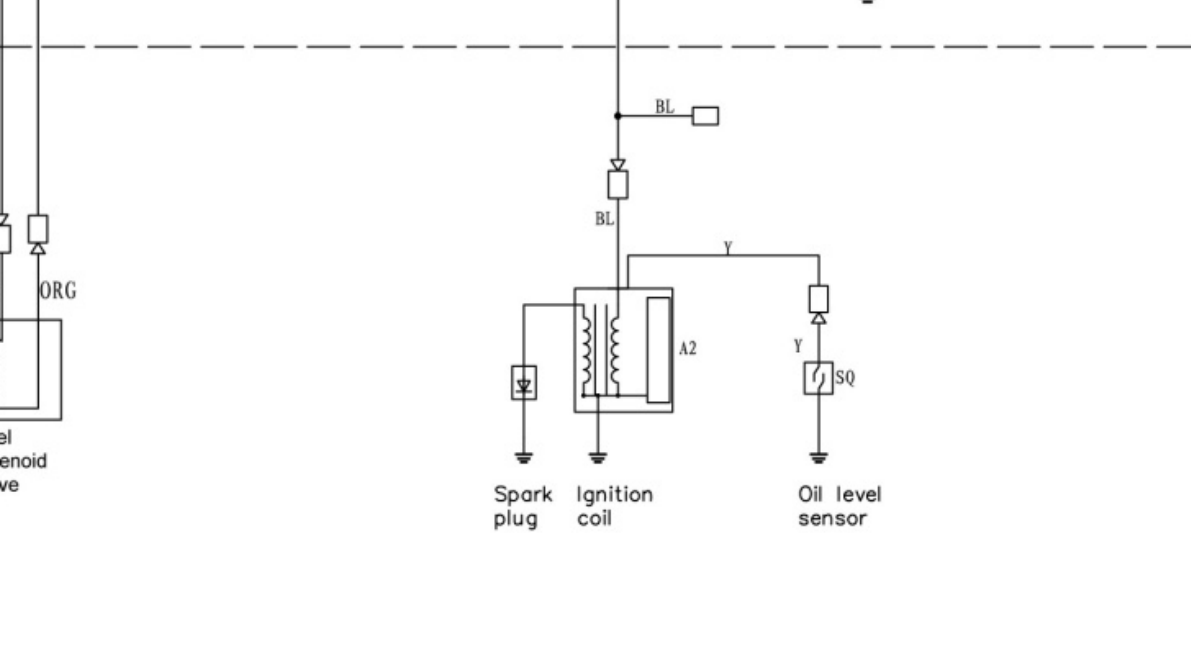 BL
BL
Y
ORG
A2
Y
SQ
el
enoid
ve
Spark
plug
Ignition
coil
Oil level
sensor